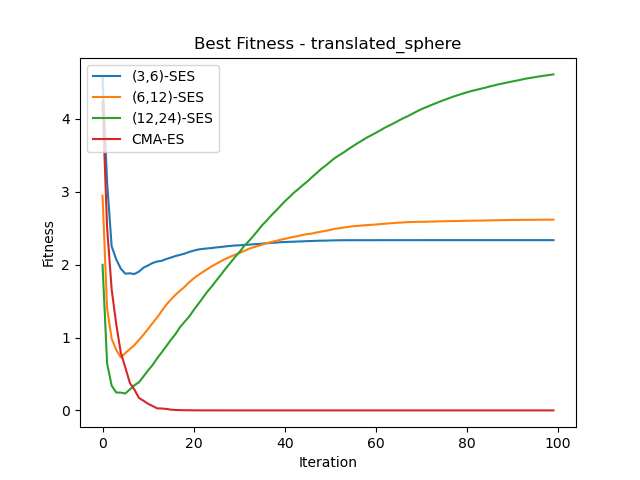 Best Fitness - translated_sphere
(3,6)-SES
(6,12)-SES
(12,24)-SES
CMA-ES
Fitness
4
3
2
1
0
0 20 40 60 80 100
Iteration